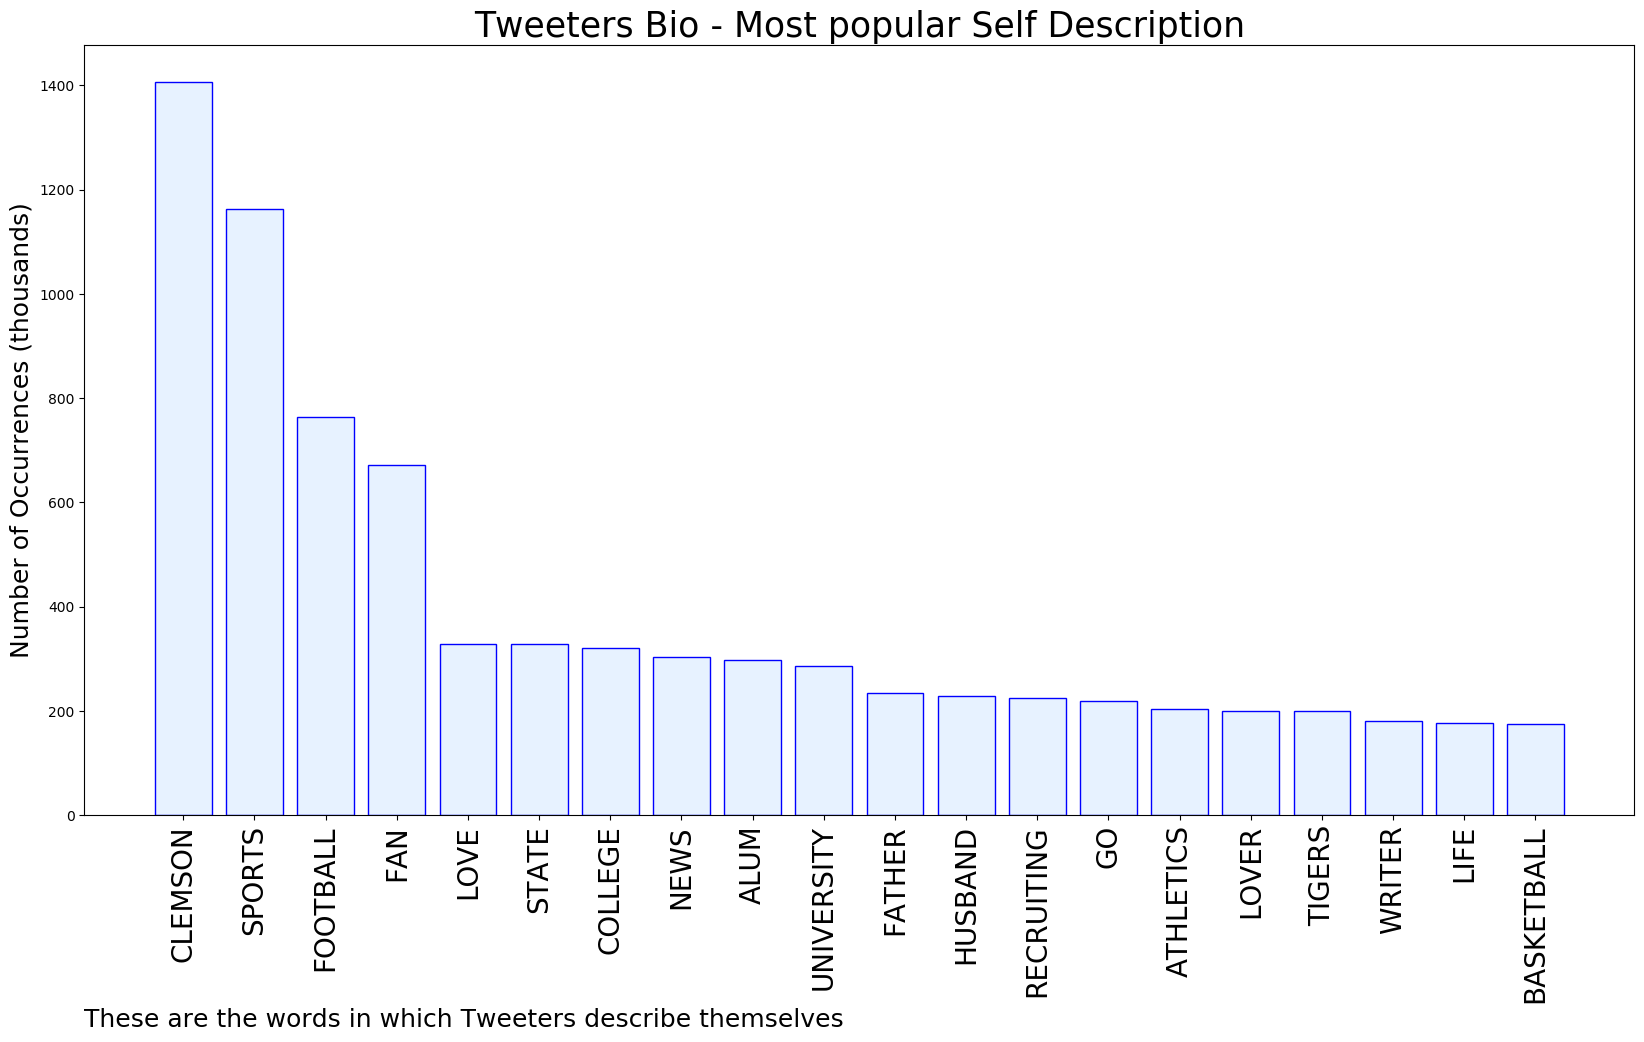 Tweeters Bio - Most popular Self Description
Number of Occurrences (thousands)
1400
1200
1000
800
600
400
200
0
CLEMSON
SPORTS
FOOTBALL
FAN
LOVE
STATE
COLLEGE
NEWS
ALUM
UNIVERSITY
FATHER
HUSBAND
RECRUITING
GO
ATHLETICS
LOVER
TIGERS
WRITER
LIFE
BASKETBALL
These are the words in which Tweeters describe themselves